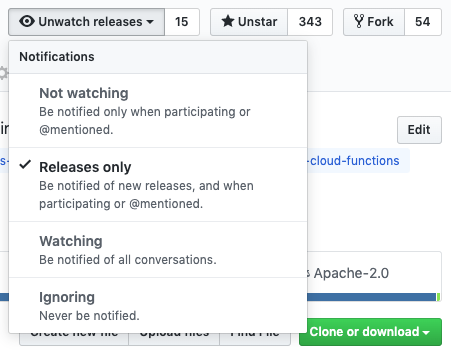 Unwatch releases 15 Unstar 343 Fork 54
Notifications
Not watching
Be notified only when participating or
@mentioned.
Edit
Releases only
-cloud-functions
Be notified of new releases, and when
participating or @mentioned.
Watching
Be notified of all conversations.
Apache-2.0
Ignoring
Never be notified.
Create new file Upload files Find File Clone or download